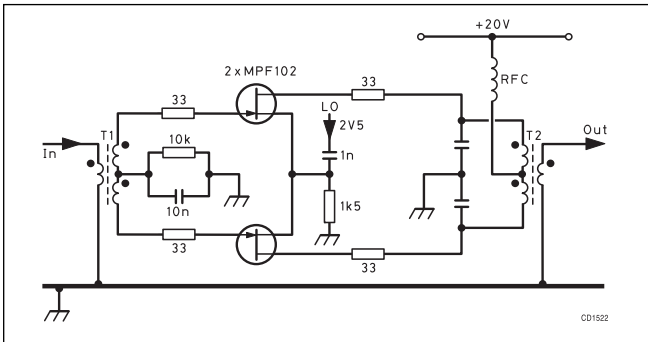 +20V
2 x MPF102
33
RFC
33
LO
2V5
T1
10k
T2
Out
In
1n
10n
1k5
33
33
CD1522